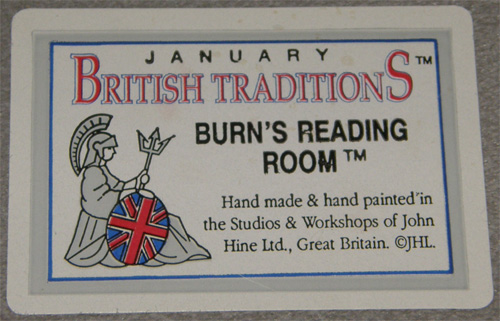 JANUARY
BRITISH TRADITIONS™
BURN'S READING
ROOM™
Hand made & hand painted in
the Studios & Workshops of John
Hine Ltd., Great Britain. ©JHL.